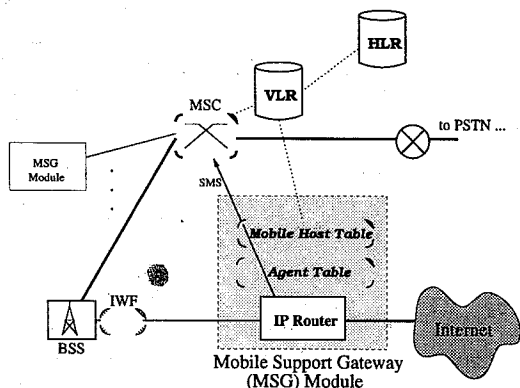 HLR
VLR
MSC
to PSTN ...
MSG
Module
SMS
Mobile Host Table
Agent Table
IWF
IP Router
Internet
BSS
Mobile Support Gateway
(MSG) Module